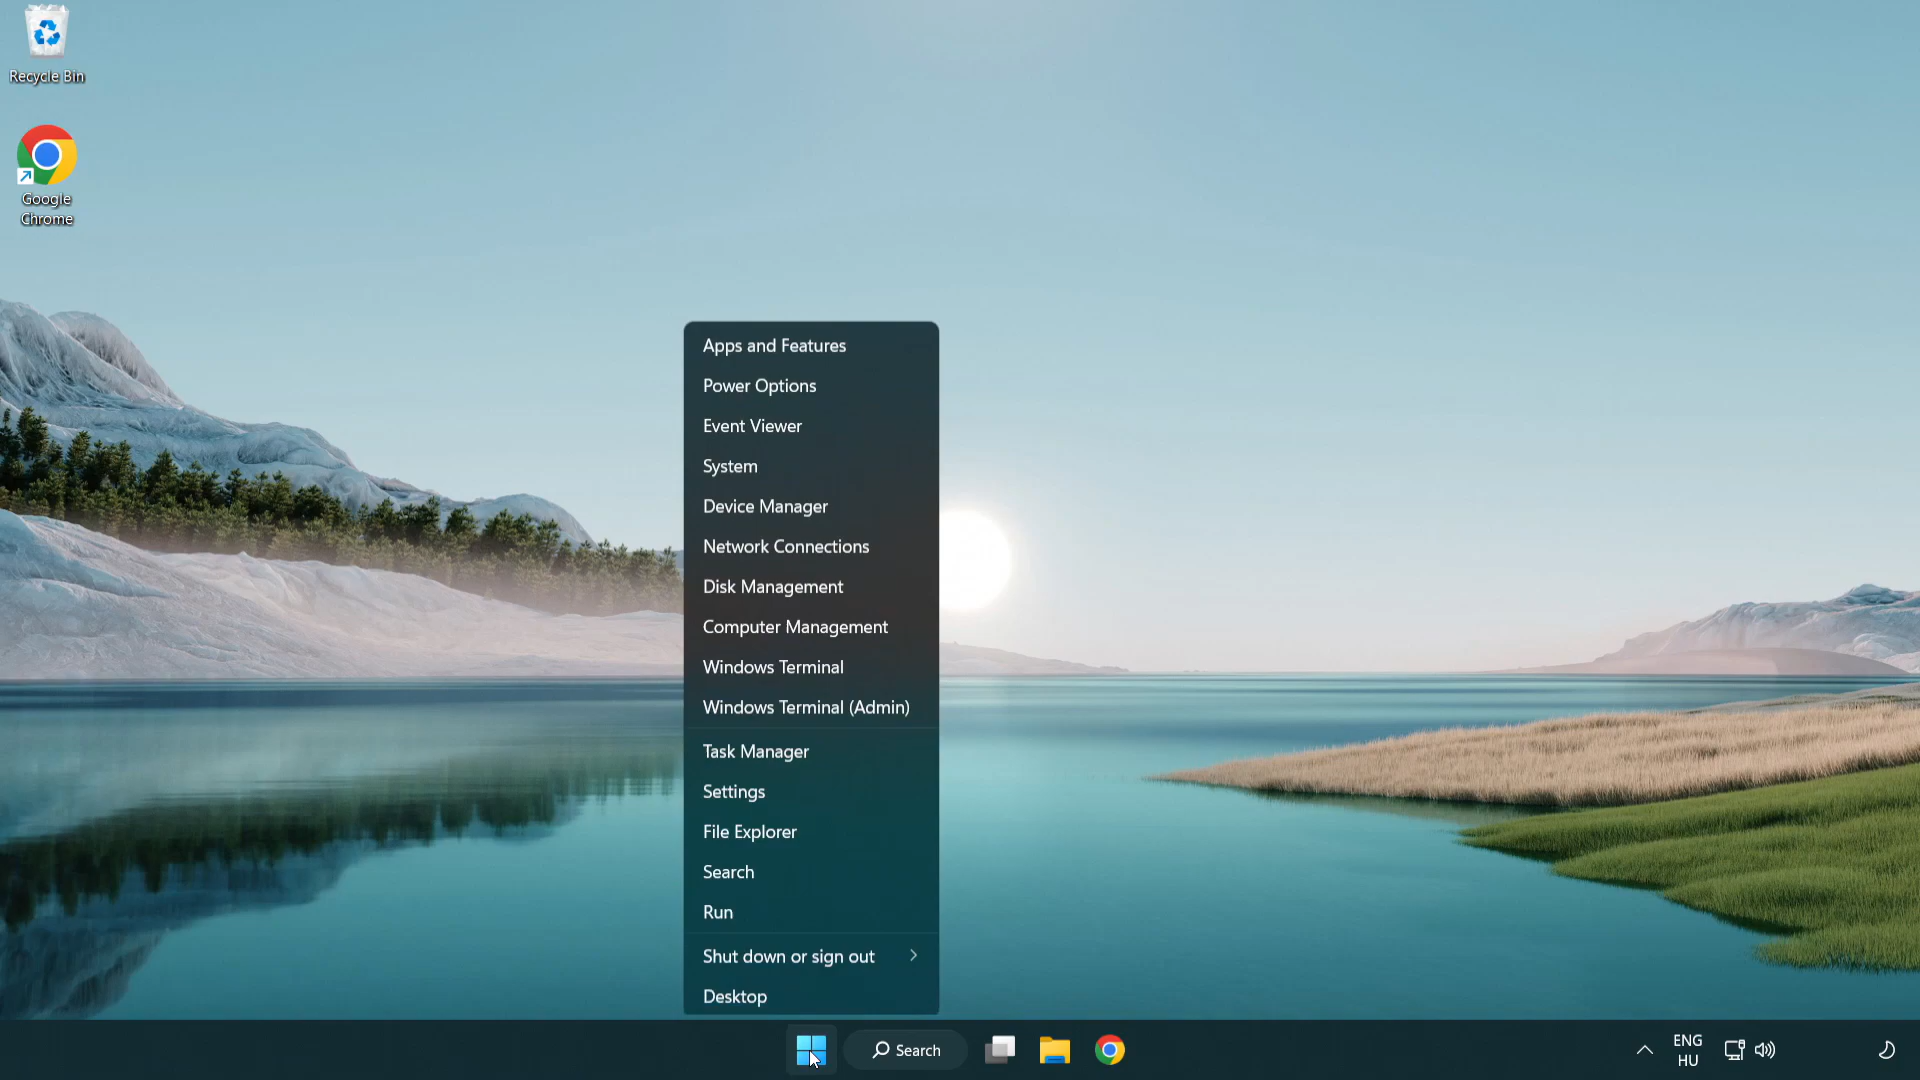 Recycle Bin
Google
Chrome
Apps and Features
Power Options
Event Viewer
System
Device Manager
Network Connections
Disk Management
Computer Management
Windows Terminal
Windows Terminal (Admin)
Task Manager
Settings
File Explorer
Search
Run
Shut down or sign out
Desktop
Search
ENG
HU